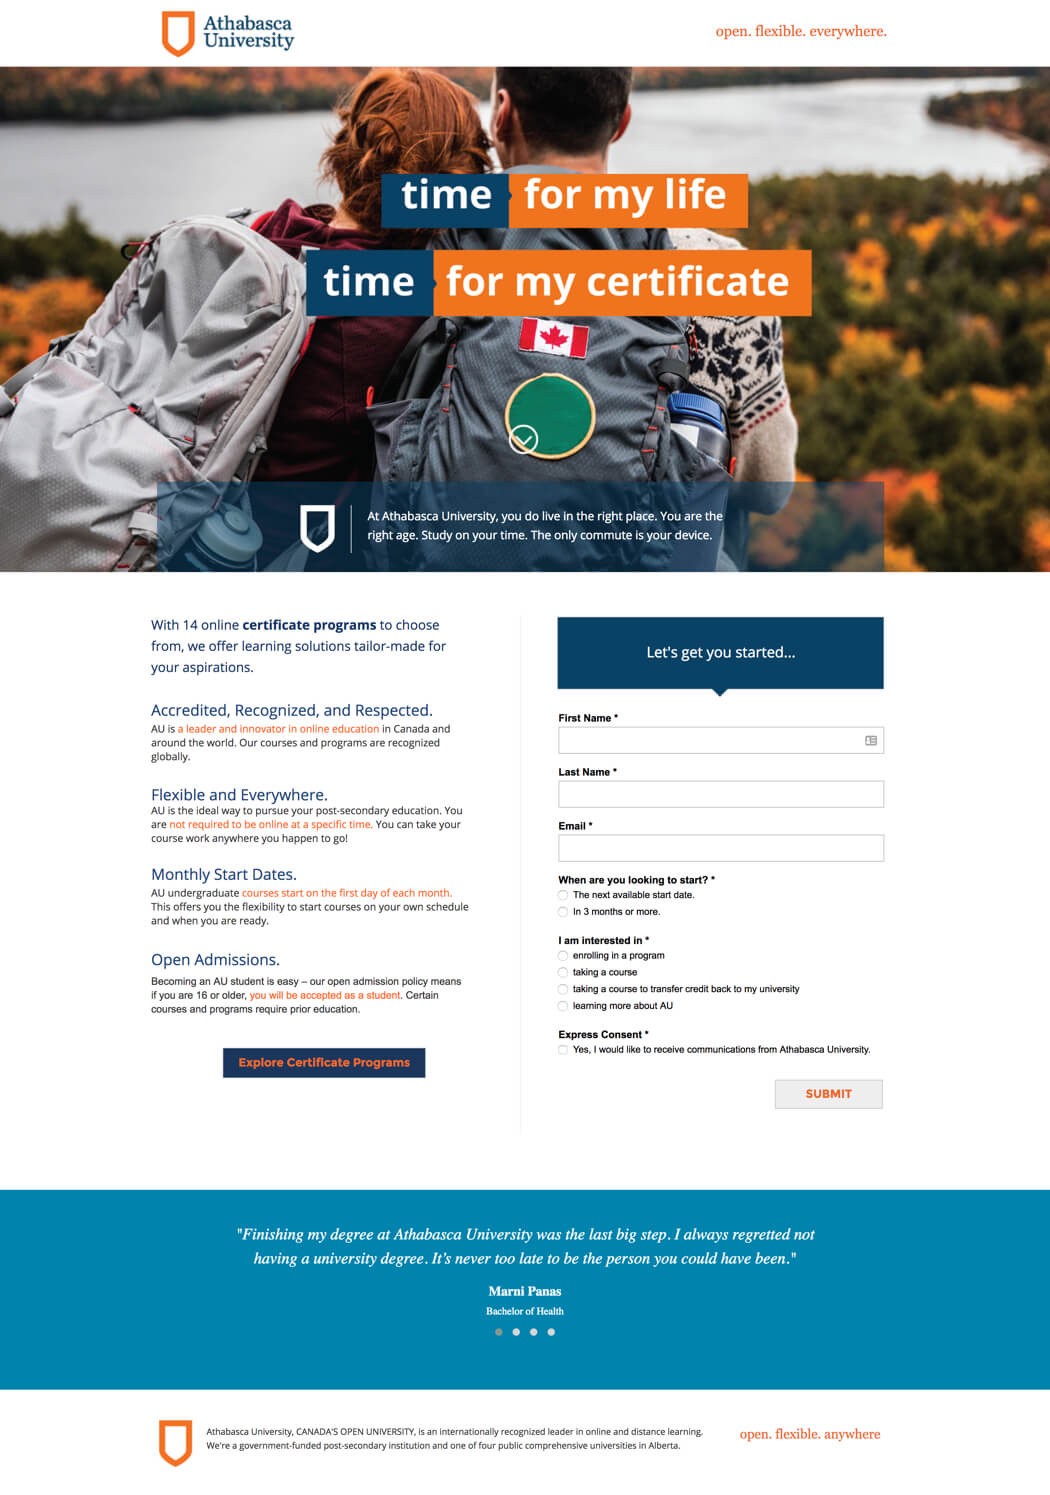 Athabasca
University
open. flexible. everywhere.
time for my life
time for my certificate
At Athabasca University, you do live in the right place. You are the
right age. Study on your time. The only commute is your device.
With 14 online certificate programs to choose
from, we offer learning solutions tailor-made for
your aspirations.
Accredited, Recognized, and Respected.
AU is a leader and innovator in online education in Canada and
around the world. Our courses and programs are recognized
globally.
Flexible and Everywhere.
AU is the ideal way to pursue your post-secondary education. You
are not required to be online at a specific time. You can take your
course work anywhere you happen to go!
Monthly Start Dates.
AU undergraduate courses start on the first day of each month.
This offers you the flexibility to start courses on your own schedule
and when you are ready.
Open Admissions.
Becoming an AU student is easy – our open admission policy means
if you are 16 or older, you will be accepted as a student. Certain
courses and programs require prior education.
Explore Certificate Programs
Let's get you started...
First Name *
Last Name *
Email *
When are you looking to start? *
The next available start date.
In 3 months or more.
I am interested in *
enrolling in a program
taking a course
taking a course to transfer credit back to my university
learning more about AU
Express Consent *
Yes, I would like to receive communications from Athabasca University.
SUBMIT
"Finishing my degree at Athabasca University was the last big step. I always regretted not
having a university degree. It's never too late to be the person you could have been."
Marni Panas
Bachelor of Health
Athabasca University, CANADA'S OPEN UNIVERSITY, is an internationally recognized leader in online and distance learning.
We're a government-funded post-secondary institution and one of four public comprehensive universities in Alberta.
open. flexible. anywhere